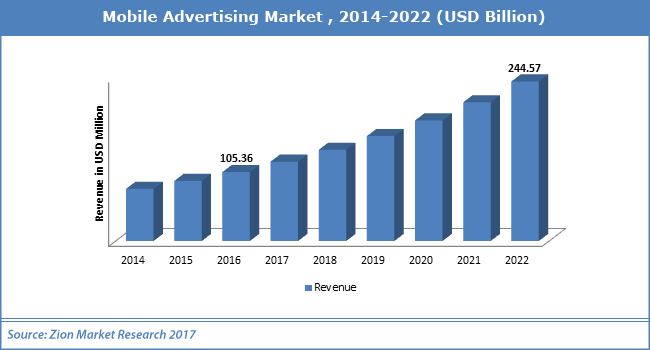 Mobile Advertising Market , 2014-2022 (USD Billion)
244.57
105.36
Revenue in USD Million
2014 2015 2016 2017 2018 2019 2020 2021 2022
Revenue
Source: Zion Market Research 2017